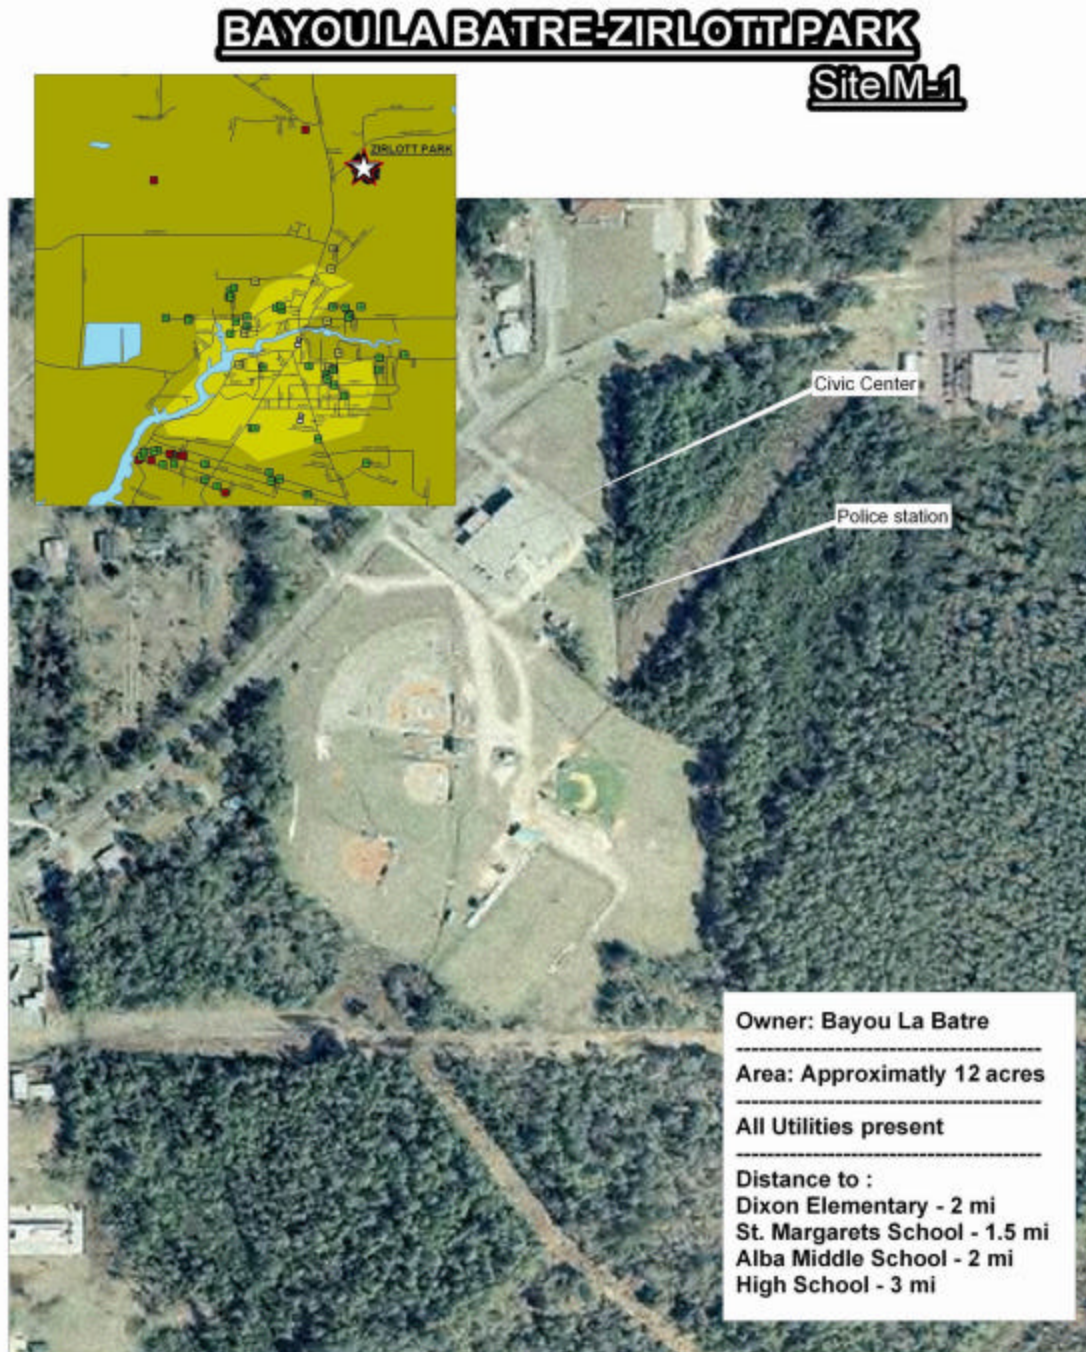 BAYOU LA BATRE-ZIRLOTT PARK
Site M-1
ZIRLOTT PARK
Civic Center
Police station
Owner: Bayou La Batre
----------------------------------------
Area: Approximatly 12 acres
----------------------------------------
All Utilities present
----------------------------------------
Distance to :
Dixon Elementary - 2 mi
St. Margarets School - 1.5 mi
Alba Middle School - 2 mi
High School - 3 mi